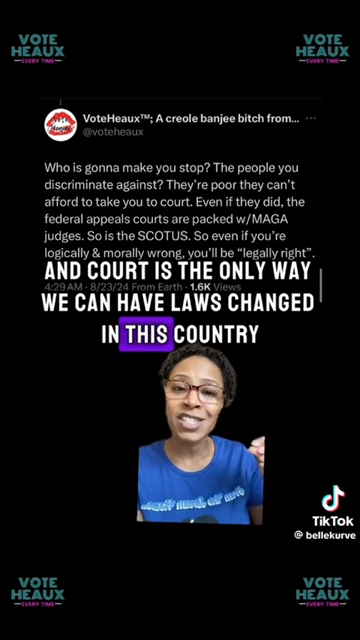 VOTE
HEAUX
EVERY TIME
VOTE
HEAUX
EVERY TIME
VoteHeaux™; A creole banjee bitch from... ...
@voteheaux
Who is gonna make you stop? The people you
discriminate against? They’re poor they can’t
afford to take you to court. Even if they did, the
federal appeals courts are packed w/MAGA
judges. So is the SCOTUS. So even if you’re
logically & morally wrong, you’ll be “legally right”.
4:29 AM · 8/23/24 From Earth · 1.6K Views
AND COURT IS THE ONLY WAY
WE CAN HAVE LAWS CHANGED
IN THIS COUNTRY
TikTok
@ bellekurve
VOTE
HEAUX
EVERY TIME
VOTE
HEAUX
EVERY TIME